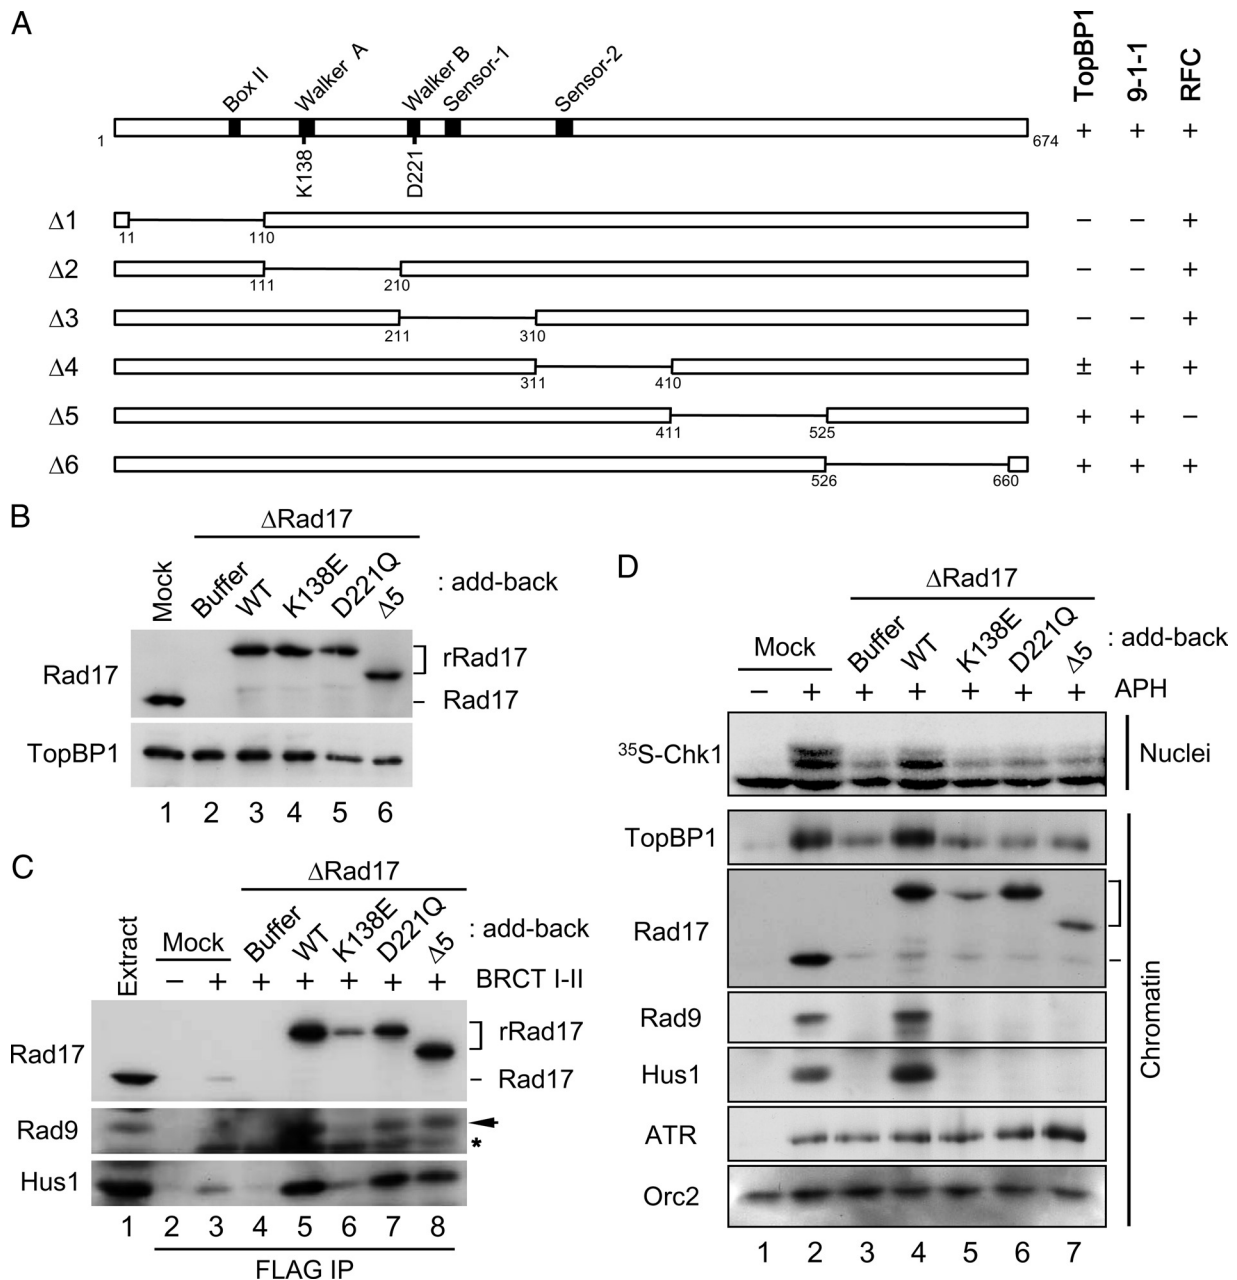 A
Box II
Walker A
Walker B
Sensor-1
Sensor-2
TopBP1
9-1-1
RFC
1
674
+ + +
K138
D221
Δ1
11
110
− − +
Δ2
111
210
− − +
Δ3
211
310
− − +
Δ4
311
410
± + +
Δ5
411
525
+ + −
Δ6
526
660
+ + +
B
ΔRad17
Mock
Buffer
WT
K138E
D221Q
Δ5
: add-back
Rad17
rRad17
Rad17
TopBP1
1 2 3 4 5 6
C
ΔRad17
Extract
Mock
Buffer
WT
K138E
D221Q
Δ5
: add-back
− + + + + + +
BRCT I-II
Rad17
rRad17
Rad17
Rad9
*
Hus1
1 2 3 4 5 6 7 8
FLAG IP
D
ΔRad17
Mock
Buffer
WT
K138E
D221Q
Δ5
: add-back
− + + + + + +
APH
35S-Chk1
Nuclei
TopBP1
Rad17
Rad9
Hus1
ATR
Orc2
Chromatin
1 2 3 4 5 6 7